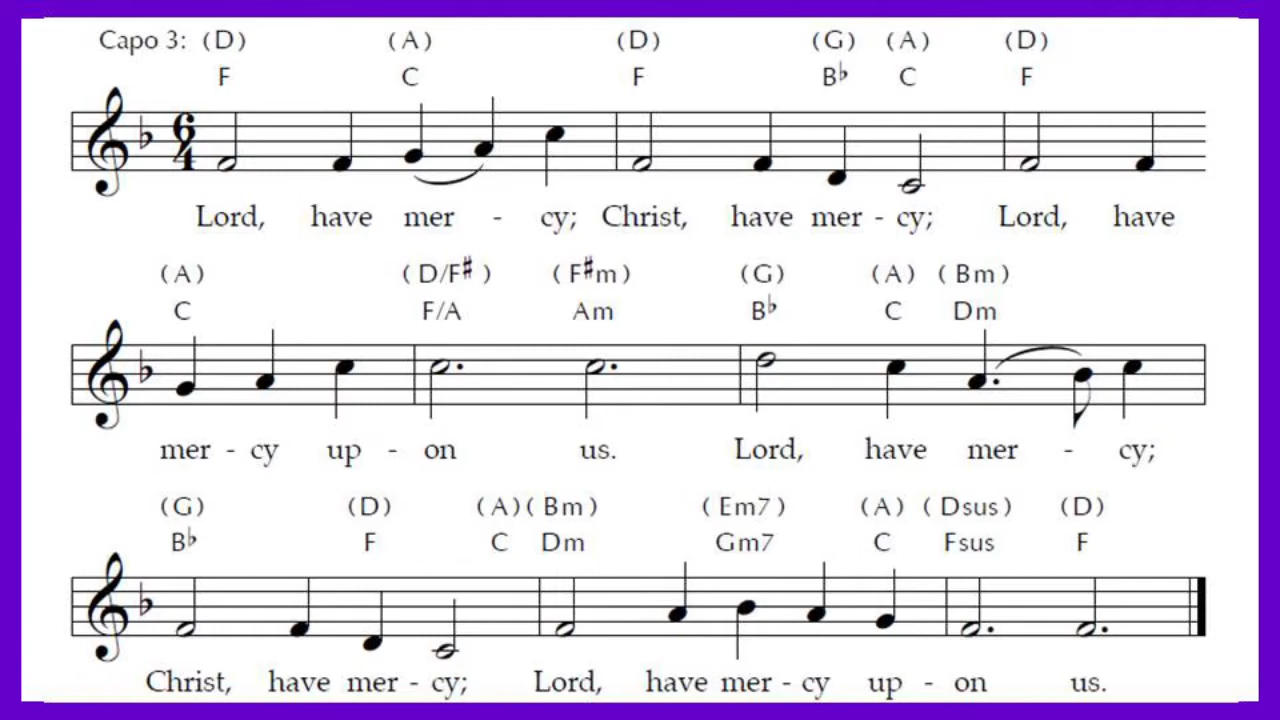 Capo 3: (D) (A) (D) (G) (A) (D)
F C F B♭ C F
6
4
Lord, have mer - cy; Christ, have mer - cy; Lord, have
(A) (D/F♯) (F♯m) (G) (A) (Bm)
C F/A Am B♭ C Dm
mer - cy up - on us. Lord, have mer - cy;
(G) (D) (A) (Bm) (Em7) (A) (Dsus) (D)
B♭ F C Dm Gm7 C Fsus F
Christ, have mer - cy; Lord, have mer - cy up - on us.